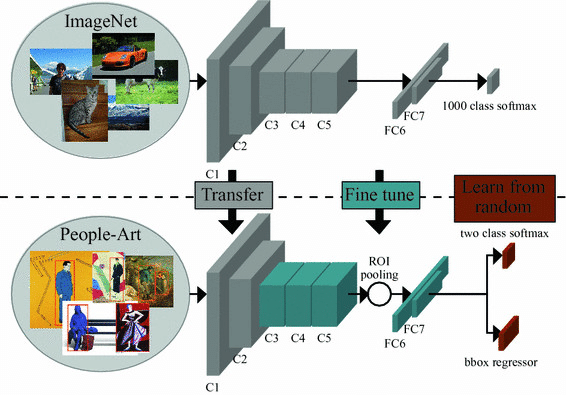 ImageNet
C1
C2
C3
C4
C5
FC6
FC7
1000 class softmax
Transfer
Fine tune
Learn from
random
People-Art
C1
C2
C3
C4
C5
ROI
pooling
FC6
FC7
two class softmax
bbox regressor